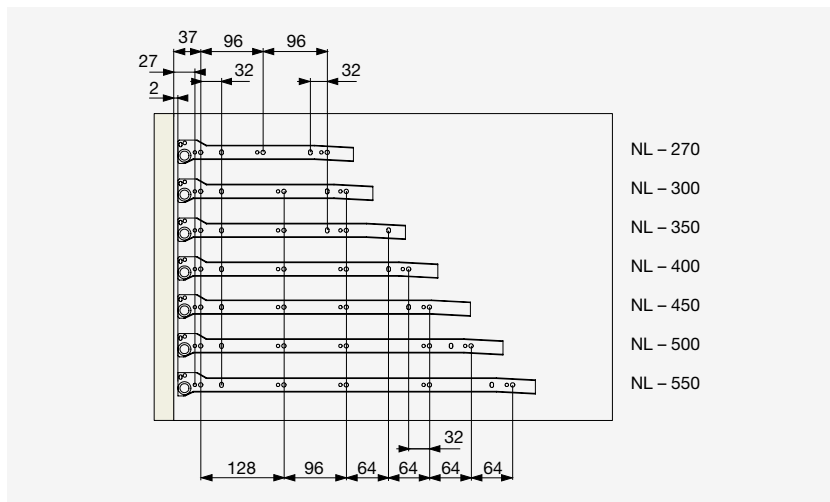 37 96 96
27 32 32
2
NL – 270
NL – 300
NL – 350
NL – 400
NL – 450
NL – 500
NL – 550
32
128 96 64 64 64 64